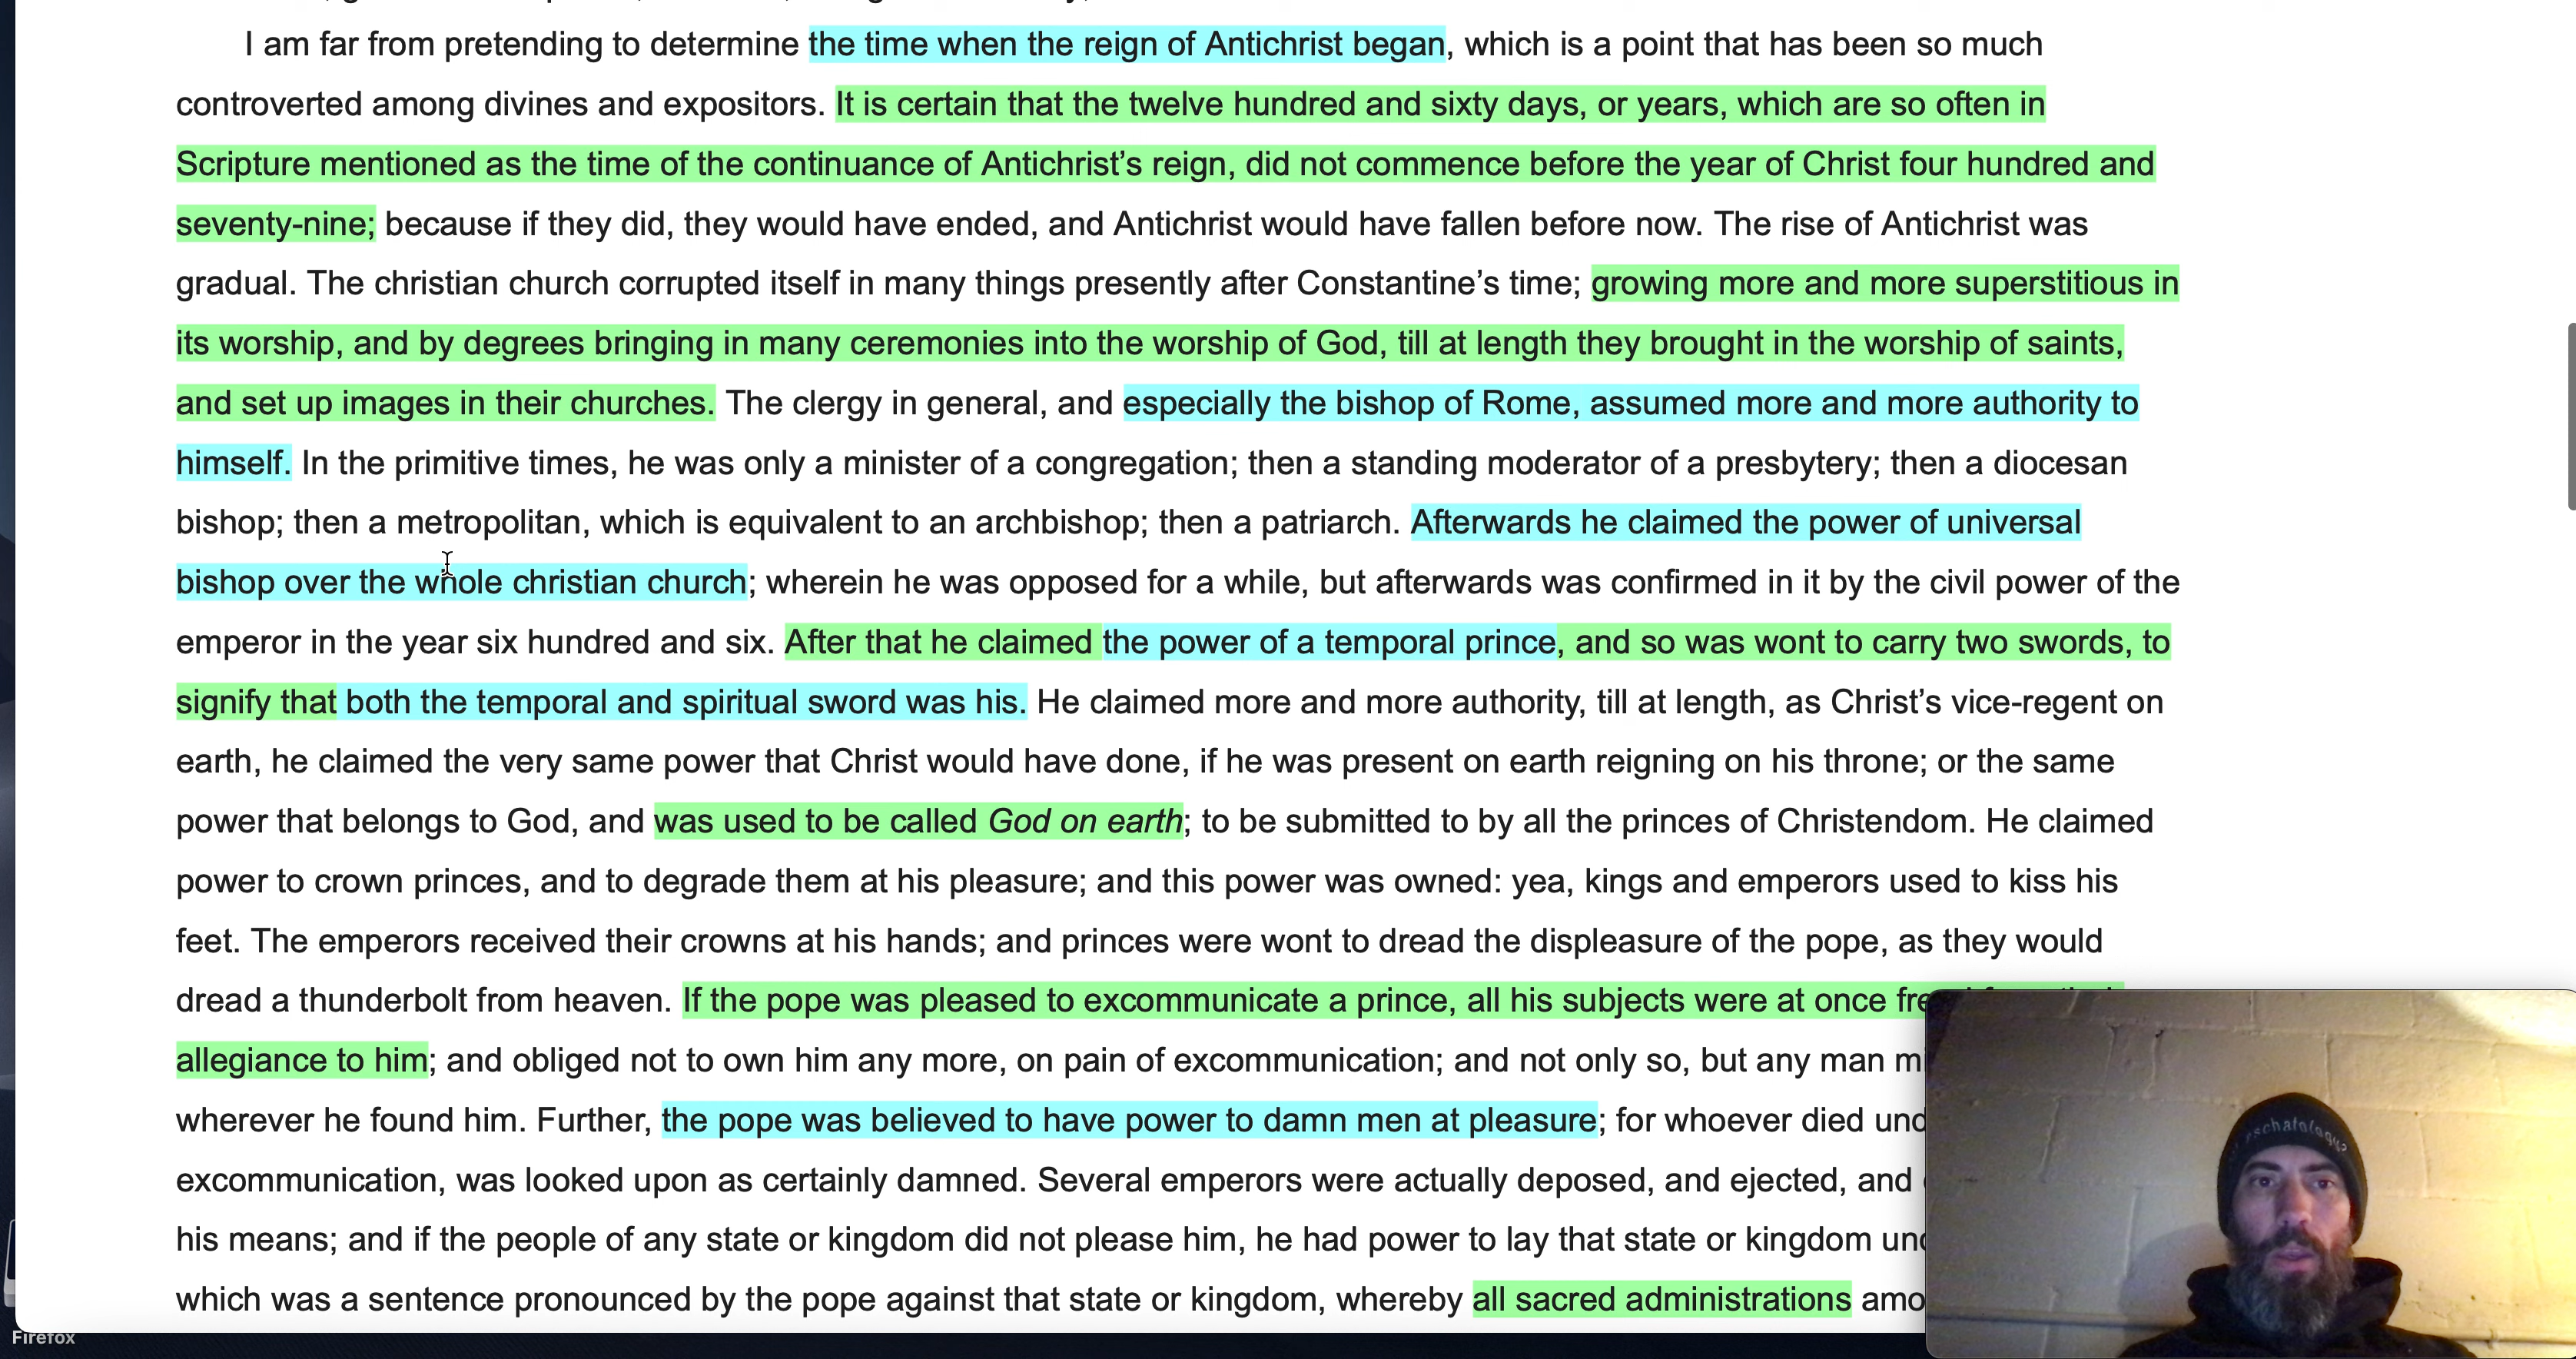 I am far from pretending to determine the time when the reign of Antichrist began, which is a point that has been so much
controverted among divines and expositors. It is certain that the twelve hundred and sixty days, or years, which are so often in
Scripture mentioned as the time of the continuance of Antichrist’s reign, did not commence before the year of Christ four hundred and
seventy-nine; because if they did, they would have ended, and Antichrist would have fallen before now. The rise of Antichrist was
gradual. The christian church corrupted itself in many things presently after Constantine’s time; growing more and more superstitious in
its worship, and by degrees bringing in many ceremonies into the worship of God, till at length they brought in the worship of saints,
and set up images in their churches. The clergy in general, and especially the bishop of Rome, assumed more and more authority to
himself. In the primitive times, he was only a minister of a congregation; then a standing moderator of a presbytery; then a diocesan
bishop; then a metropolitan, which is equivalent to an archbishop; then a patriarch. Afterwards he claimed the power of universal
bishop over the whole christian church; wherein he was opposed for a while, but afterwards was confirmed in it by the civil power of the
emperor in the year six hundred and six. After that he claimed the power of a temporal prince, and so was wont to carry two swords, to
signify that both the temporal and spiritual sword was his. He claimed more and more authority, till at length, as Christ’s vice-regent on
earth, he claimed the very same power that Christ would have done, if he was present on earth reigning on his throne; or the same
power that belongs to God, and was used to be called God on earth; to be submitted to by all the princes of Christendom. He claimed
power to crown princes, and to degrade them at his pleasure; and this power was owned: yea, kings and emperors used to kiss his
feet. The emperors received their crowns at his hands; and princes were wont to dread the displeasure of the pope, as they would
dread a thunderbolt from heaven. If the pope was pleased to excommunicate a prince, all his subjects were at once
allegiance to him; and obliged not to own him any more, on pain of excommunication; and not only so, but any man
wherever he found him. Further, the pope was believed to have power to damn men at pleasure; for whoever died
excommunication, was looked upon as certainly damned. Several emperors were actually deposed, and ejected, and
his means; and if the people of any state or kingdom did not please him, he had power to lay that state or kingdom
which was a sentence pronounced by the pope against that state or kingdom, whereby all sacred administrations
Firefox